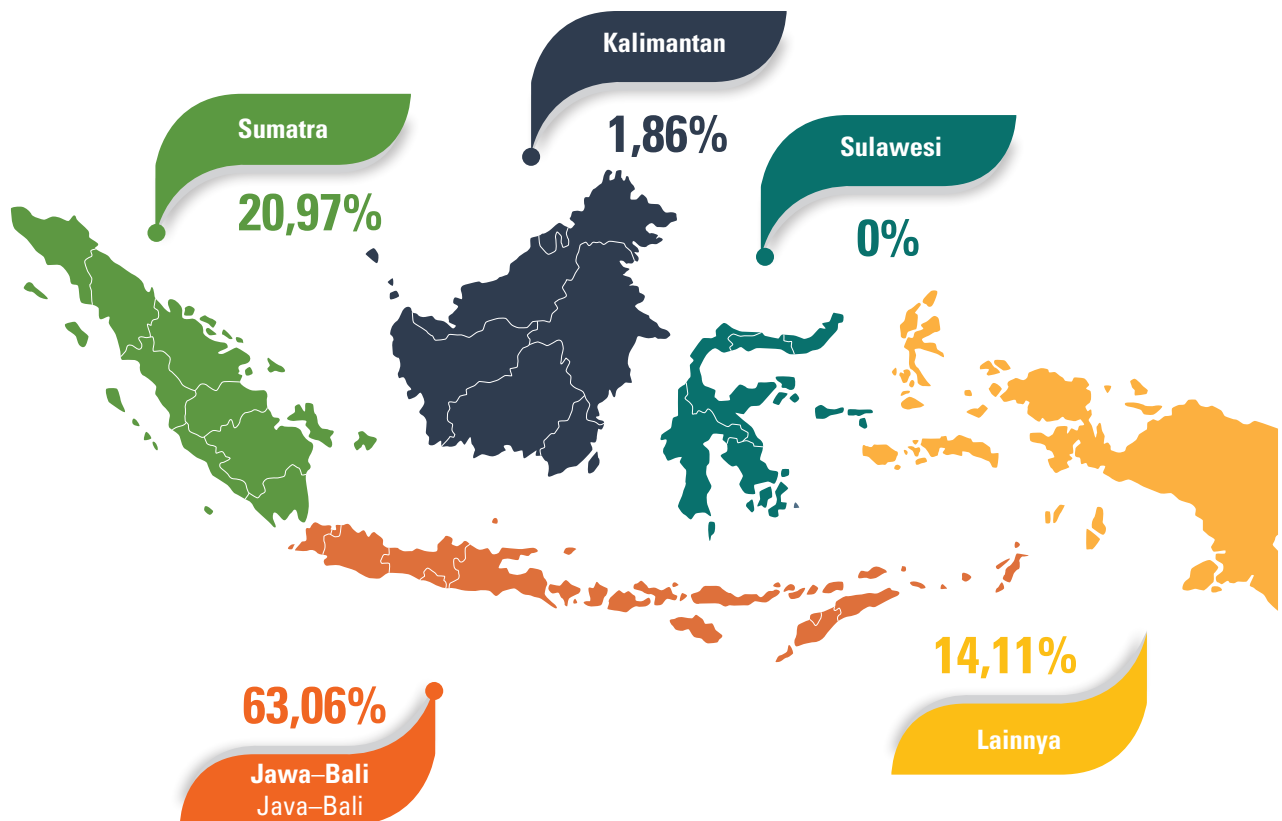 Kalimantan
1,86%
Sumatra
20,97%
Sulawesi
0%
14,11%
Lainnya
63,06%
Jawa–Bali
Java–Bali